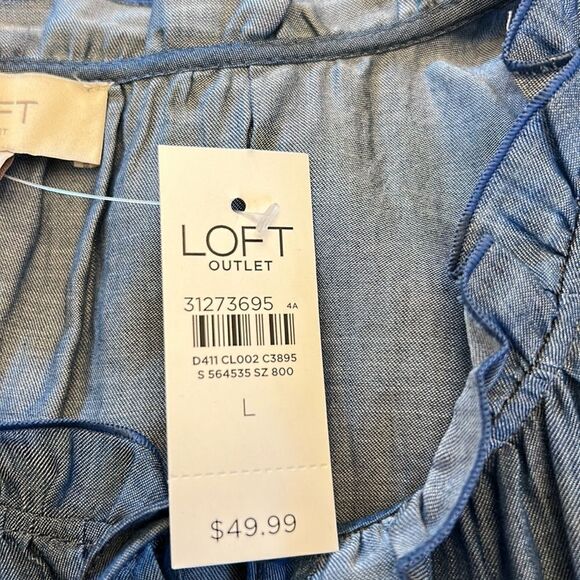 LOFT
OUTLET
31273695 4A
D411 CL002 C3895
S 564535 SZ 800
L
$49.99